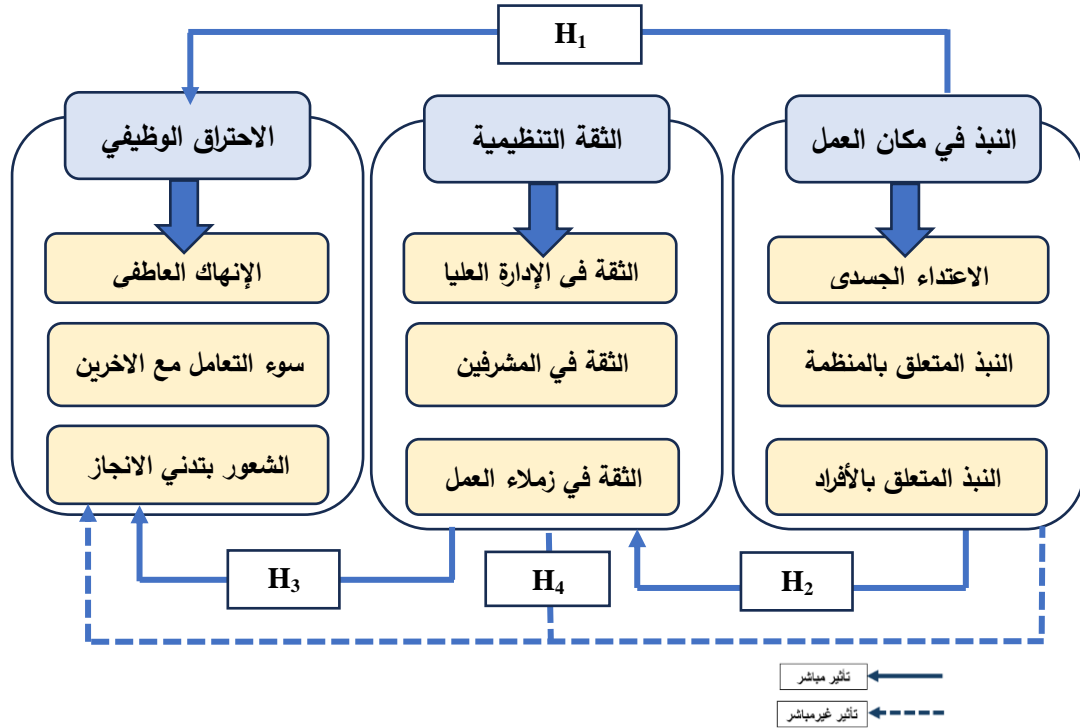 H₁
النبذ في مكان العمل
الثقة التنظيمية
الاحتراق الوظيفي
الاعتداء الجسدى
الثقة فى الإدارة العليا
الإنهاك العاطفى
النبذ المتعلق بالمنظمة
الثقة في المشرفين
سوء التعامل مع الاخرين
النبذ المتعلق بالأفراد
الثقة في زملاء العمل
الشعور بتدني الانجاز
H₂
H₄
H₃
تأثير مباشر
تأثير غيرمباشر